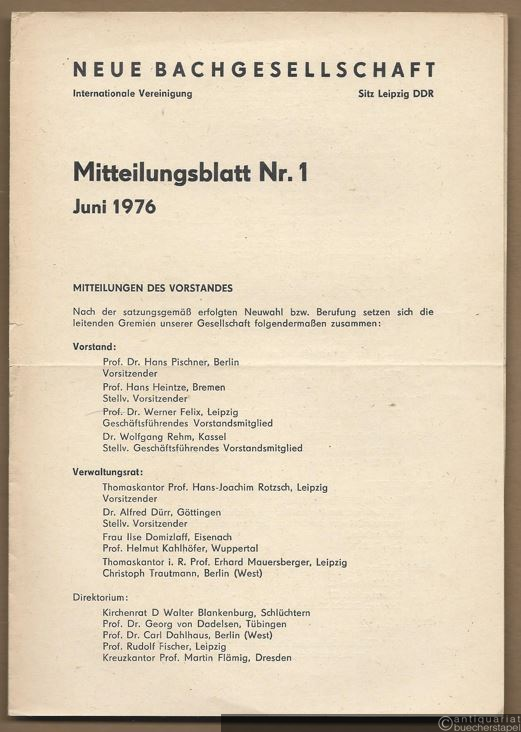 NEUE BACHGESELLSCHAFT
Internationale Vereinigung Sitz Leipzig DDR
Mitteilungsblatt Nr. 1
Juni 1976
MITTEILUNGEN DES VORSTANDES
Nach der satzungsgemäß erfolgten Neuwahl bzw. Berufung setzen sich die
leitenden Gremien unserer Gesellschaft folgendermaßen zusammen:
Vorstand:
Prof. Dr. Hans Pischner, Berlin
Vorsitzender
Prof. Hans Heintze, Bremen
Stellv. Vorsitzender
Prof. Dr. Werner Felix, Leipzig
Geschäftsführendes Vorstandsmitglied
Dr. Wolfgang Rehm, Kassel
Stellv. Geschäftsführendes Vorstandsmitglied
Verwaltungsrat:
Thomaskantor Prof. Hans-Joachim Rotzsch, Leipzig
Vorsitzender
Dr. Alfred Dürr, Göttingen
Stellv. Vorsitzender
Frau Ilse Domizlaff, Eisenach
Prof. Helmut Kahlhöfer, Wuppertal
Thomaskantor i. R. Prof. Erhard Mauersberger, Leipzig
Christoph Trautmann, Berlin (West)
Direktorium:
Kirchenrat D Walter Blankenburg, Schlüchtern
Prof. Dr. Georg von Dadelsen, Tübingen
Prof. Dr. Carl Dahlhaus, Berlin (West)
Prof. Rudolf Fischer, Leipzig
Kreuzkantor Prof. Martin Flämig, Dresden
©antiquariat
buecherstapel